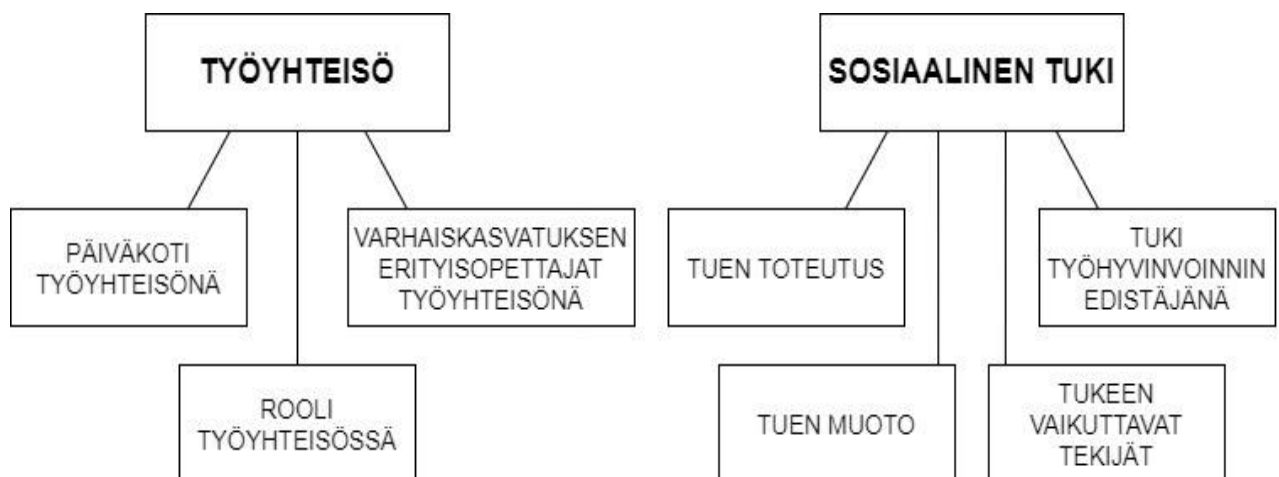 TYÖYHTEISÖ
PÄIVÄKOTI
TYÖYHTEISÖNÄ
VARHAISKASVATUKSEN
ERITYISOPETTAJAT
TYÖYHTEISÖNÄ
ROOLI
TYÖYHTEISÖSSÄ
SOSIAALINEN TUKI
TUEN TOTEUTUS
TUKI
TYÖHYVINVOINNIN
EDISTÄJÄNÄ
TUEN MUOTO
TUKEEN
VAIKUTTAVAT
TEKIJÄT